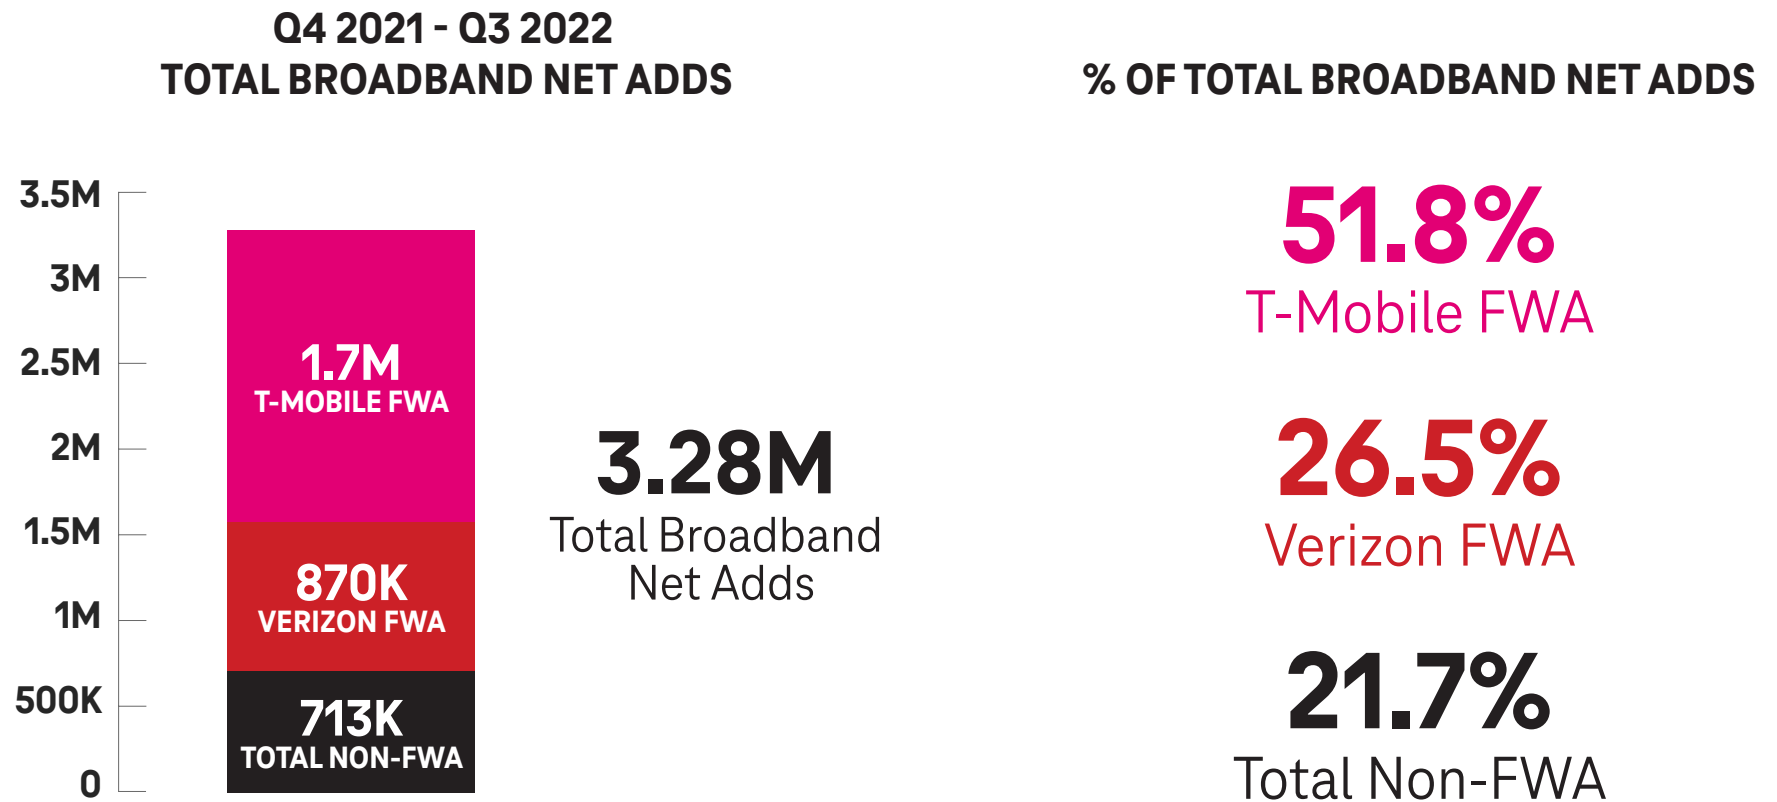 Q4 2021 - Q3 2022
TOTAL BROADBAND NET ADDS
3.5M
3M
2.5M
2M
1.5M
1M
500K
0
1.7M
T-MOBILE FWA
870K
VERIZON FWA
713K
TOTAL NON-FWA
3.28M
Total Broadband
Net Adds
% OF TOTAL BROADBAND NET ADDS
51.8%
T-Mobile FWA
26.5%
Verizon FWA
21.7%
Total Non-FWA